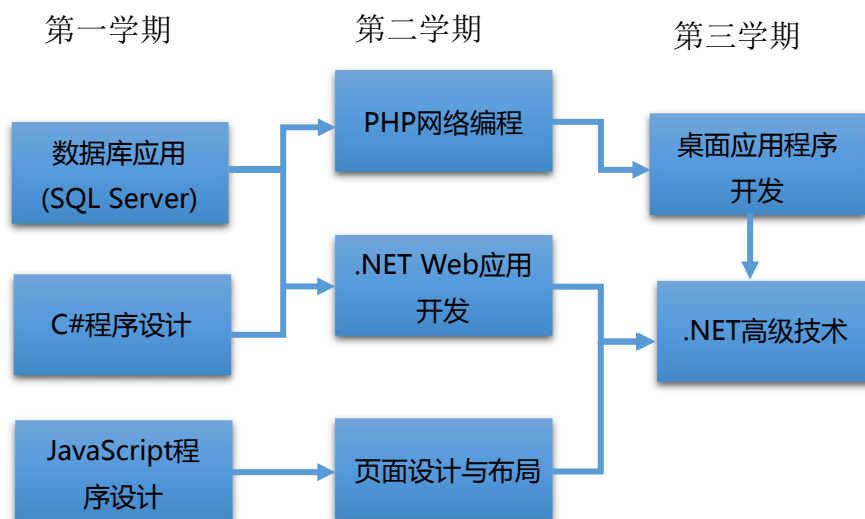 第一学期
第二学期
第三学期
数据库应用
(SQL Server)
C#程序设计
JavaScript程
序设计
PHP网络编程
.NET Web应用
开发
页面设计与布局
桌面应用程序
开发
.NET高级技术